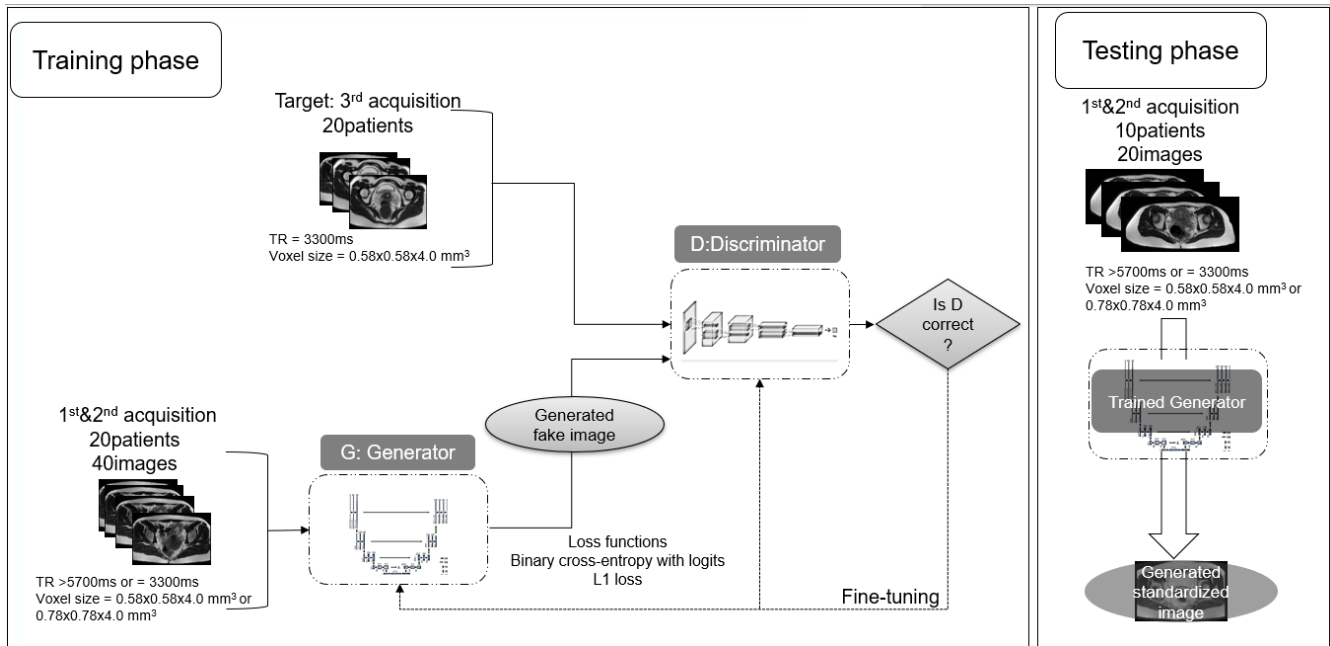 Training phase
Target: 3rd acquisition
20patients
TR = 3300ms
Voxel size = 0.58x0.58x4.0 mm³
D:Discriminator
Is D
correct
?
Generated
fake image
1st&2nd acquisition
20patients
40images
G: Generator
TR >5700ms or = 3300ms
Voxel size = 0.58x0.58x4.0 mm³ or
0.78x0.78x4.0 mm³
Loss functions
Binary cross-entropy with logits
L1 loss
Fine-tuning
Testing phase
1st&2nd acquisition
10patients
20images
TR >5700ms or = 3300ms
Voxel size = 0.58x0.58x4.0 mm³ or
0.78x0.78x4.0 mm³
Trained Generator
Generated
standardized
image